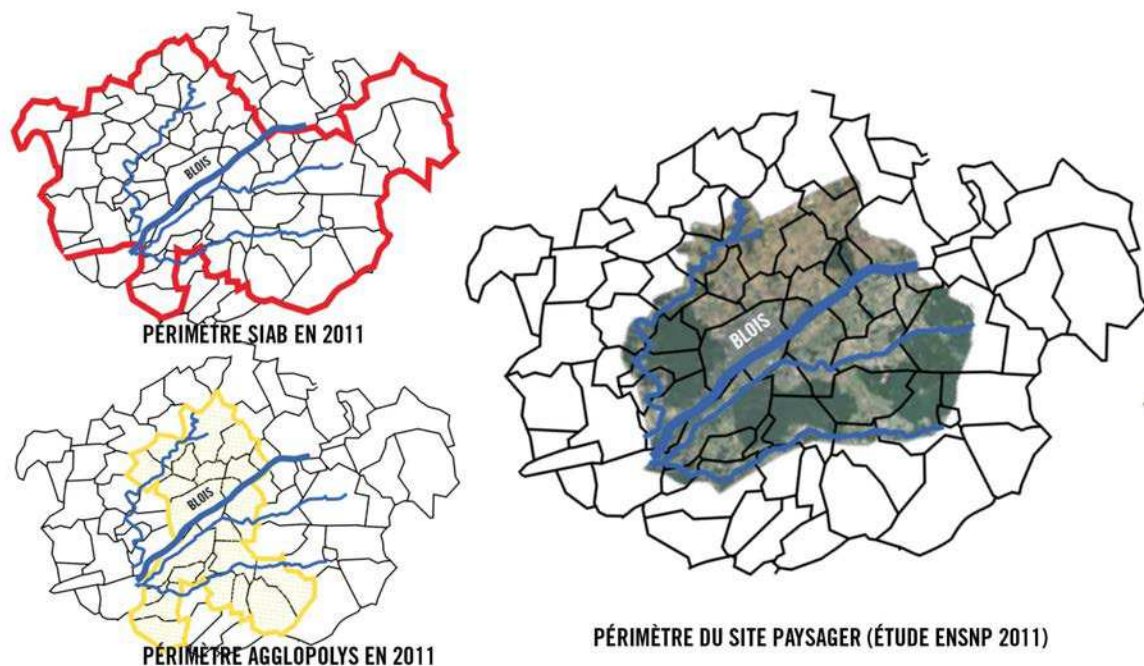 BLOIS
PÉRIMÈTRE SIAB EN 2011
BLOIS
PÉRIMÈTRE AGGLOPOLYS EN 2011
BLOIS
PÉRIMÈTRE DU SITE PAYSAGER (ÉTUDE ENSNP 2011)